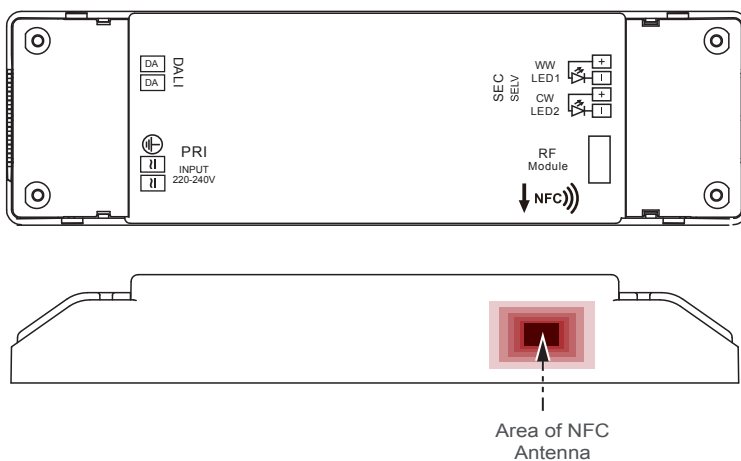 DA
DA
DALI
PRI
INPUT
220-240V
SEC
SELV
WW
LED1
+
−
CW
LED2
+
−
RF
Module
NFC
Area of NFC
Antenna